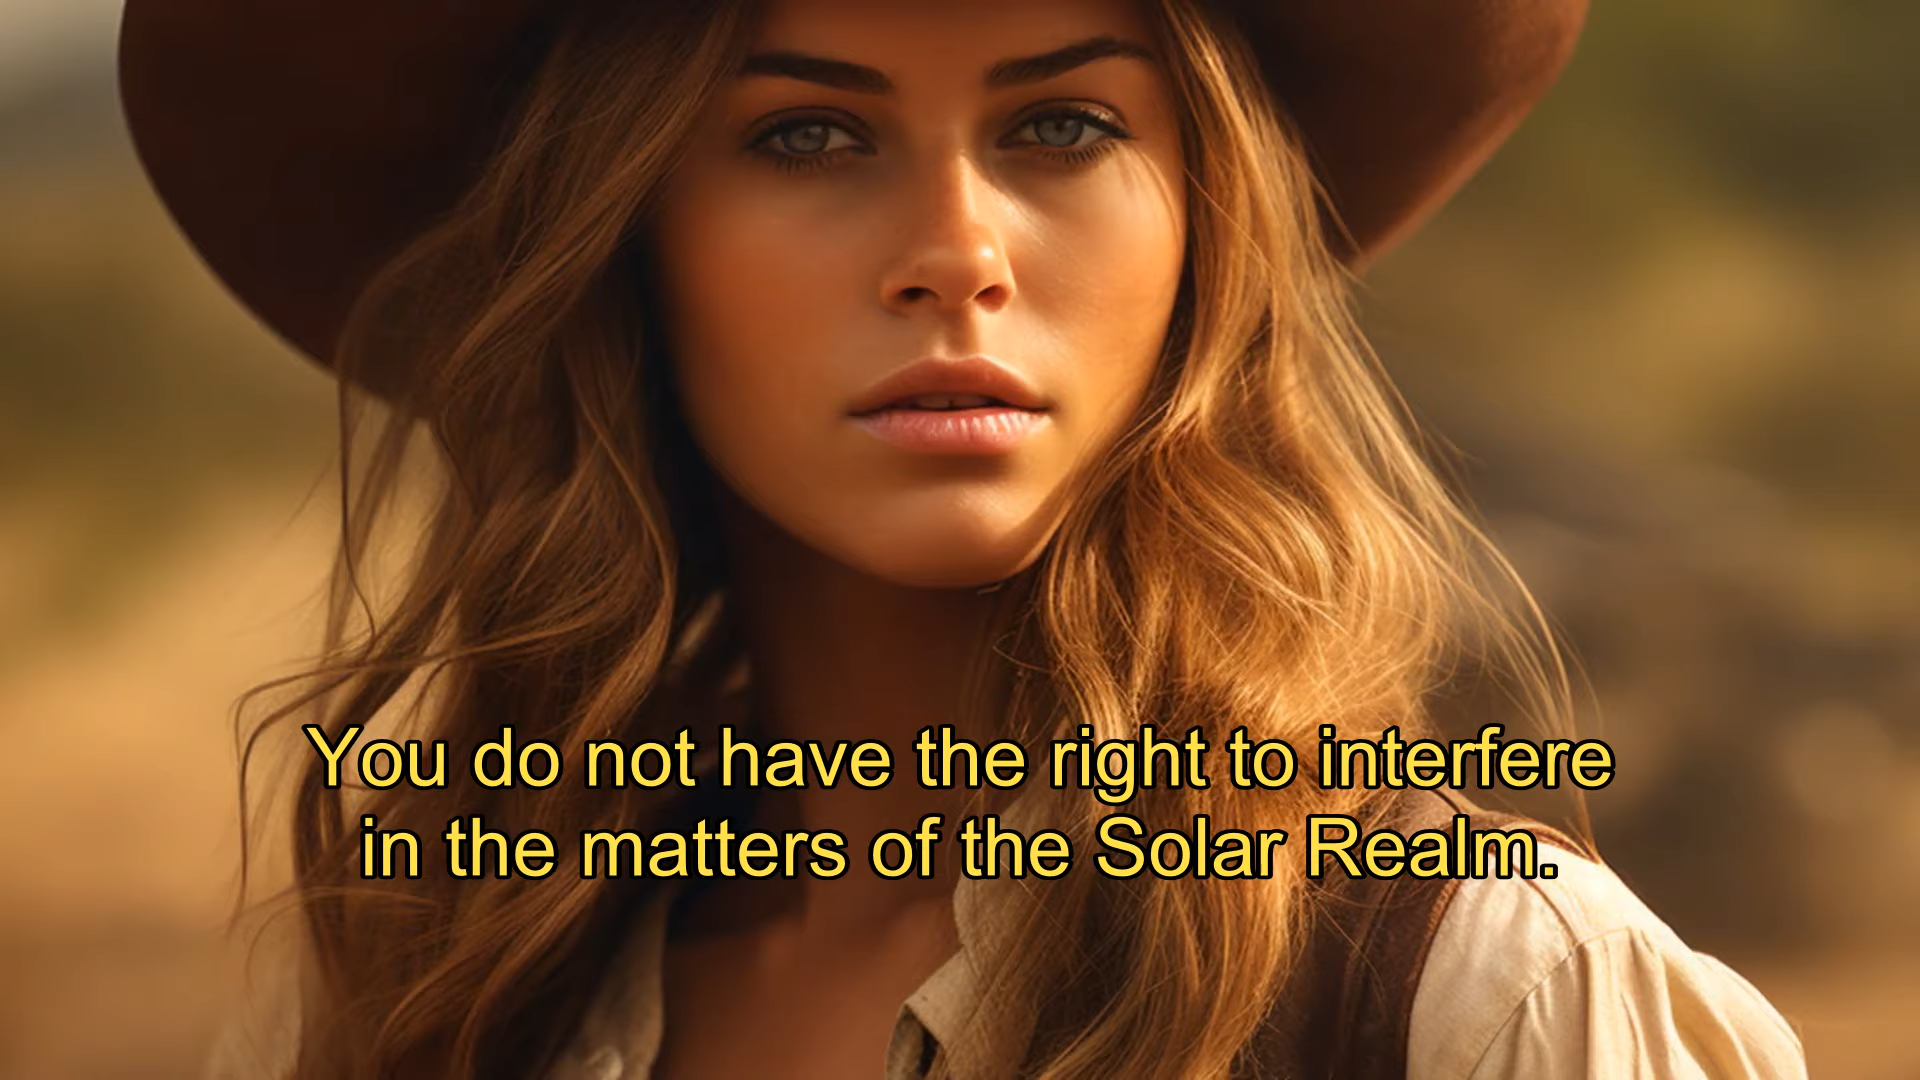 You do not have the right to interfere
in the matters of the Solar Realm.